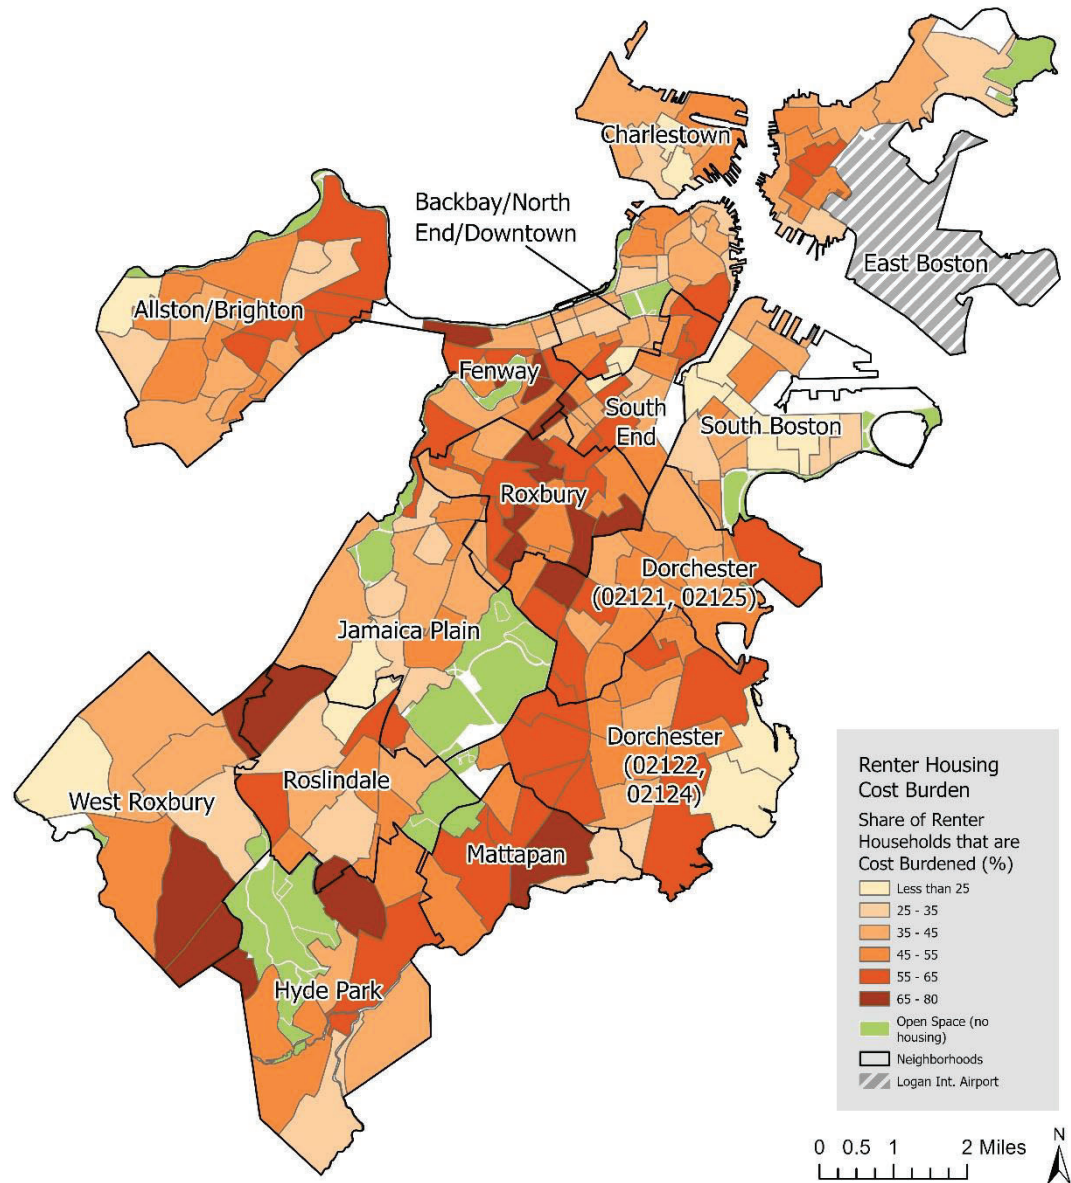 Charlestown
Backbay/North
End/Downtown
East Boston
Allston/Brighton
Fenway
South
End
South Boston
Roxbury
Dorchester
(02121, 02125)
Jamaica Plain
Dorchester
(02122,
02124)
Roslindale
West Roxbury
Mattapan
Hyde Park
Renter Housing
Cost Burden
Share of Renter
Households that are
Cost Burdened (%)
Less than 25
25 - 35
35 - 45
45 - 55
55 - 65
65 - 80
Open Space (no
housing)
Neighborhoods
Logan Int. Airport
0 0.5 1 2 Miles
N